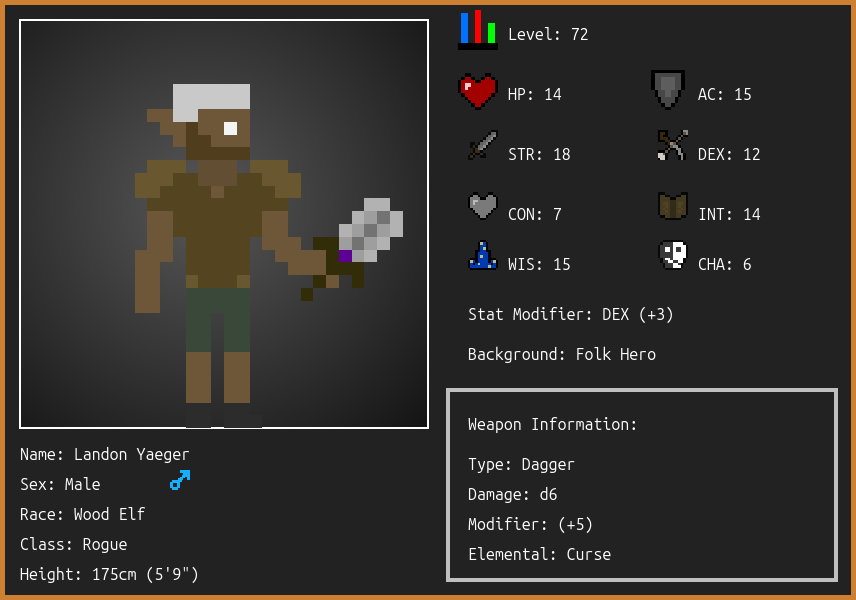 Level: 72
HP: 14
AC: 15
STR: 18
DEX: 12
CON: 7
INT: 14
WIS: 15
CHA: 6
Stat Modifier: DEX (+3)
Background: Folk Hero
Weapon Information:
Type: Dagger
Damage: d6
Modifier: (+5)
Elemental: Curse
Name: Landon Yaeger
Sex: Male
Race: Wood Elf
Class: Rogue
Height: 175cm (5'9")